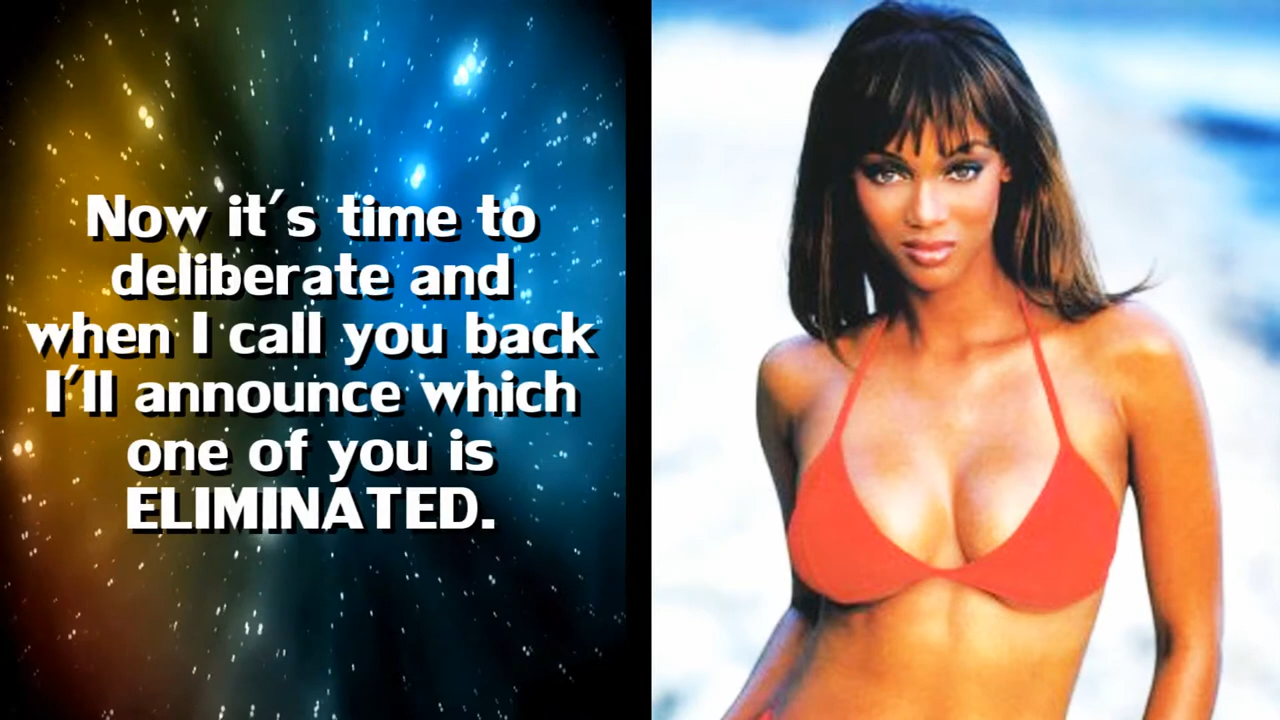 Now it's time to
deliberate and
when I call you back
I'll announce which
one of you is
ELIMINATED.